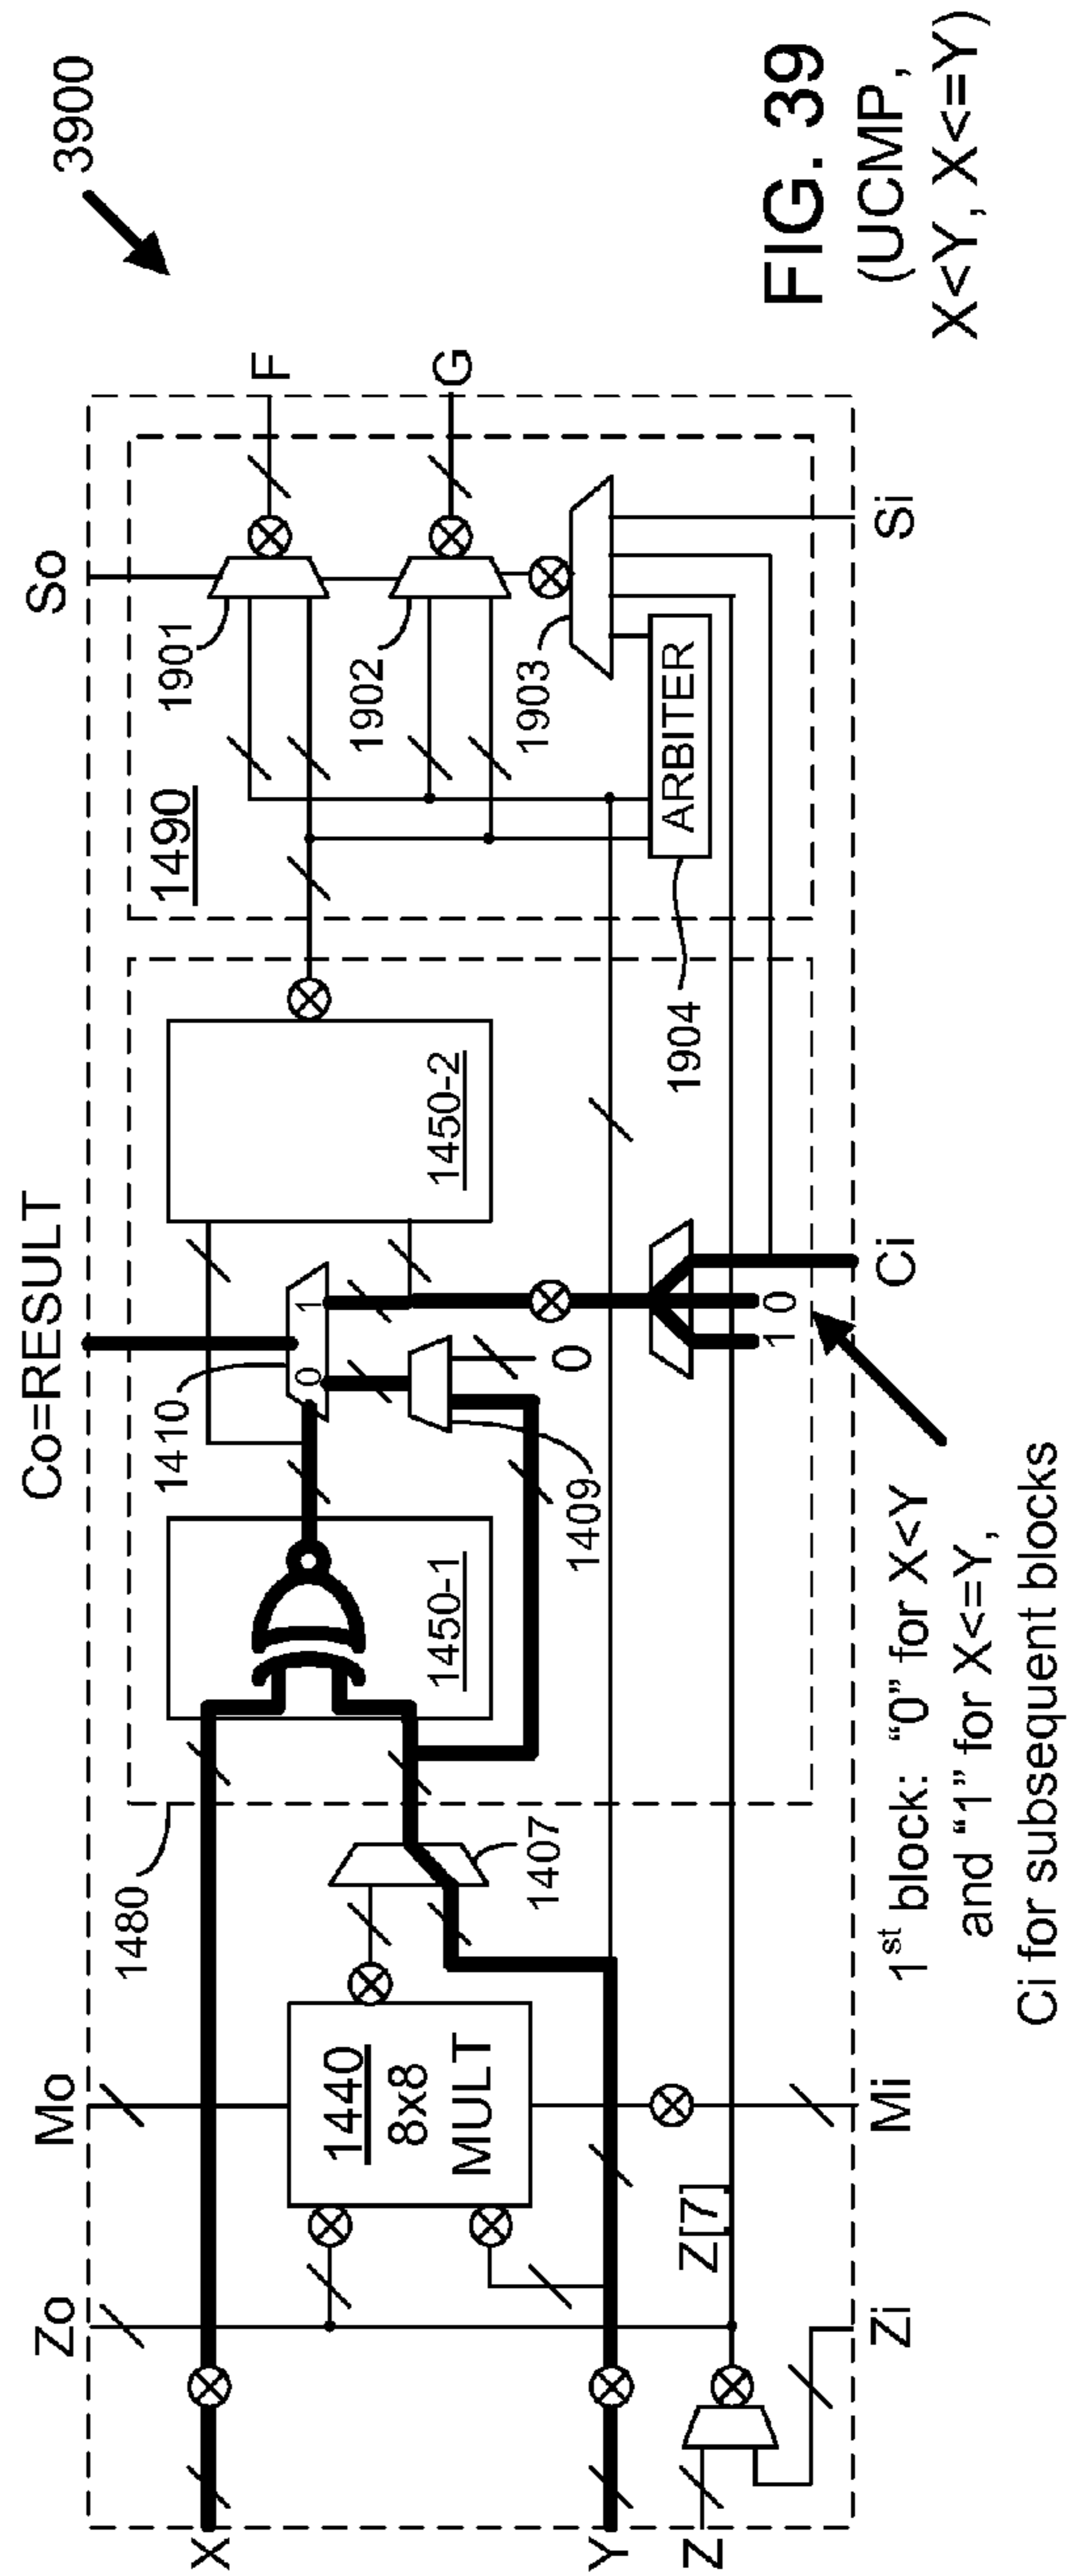 3900
So
Co=RESULT
Mo
Zo
F
G
1901
1902
1903
1490
ARBITER
1904
1450-2
1410
0
1
1409
0
1450-1
1480
1407
1440
8x8
MULT
Z[7]
X
Y
Z
1 0
Si
Ci
Mi
Zi
1st block: “0” for X<Y
and “1” for X<=Y,
Ci for subsequent blocks
FIG. 39
(UCMP,
X<Y, X<=Y)